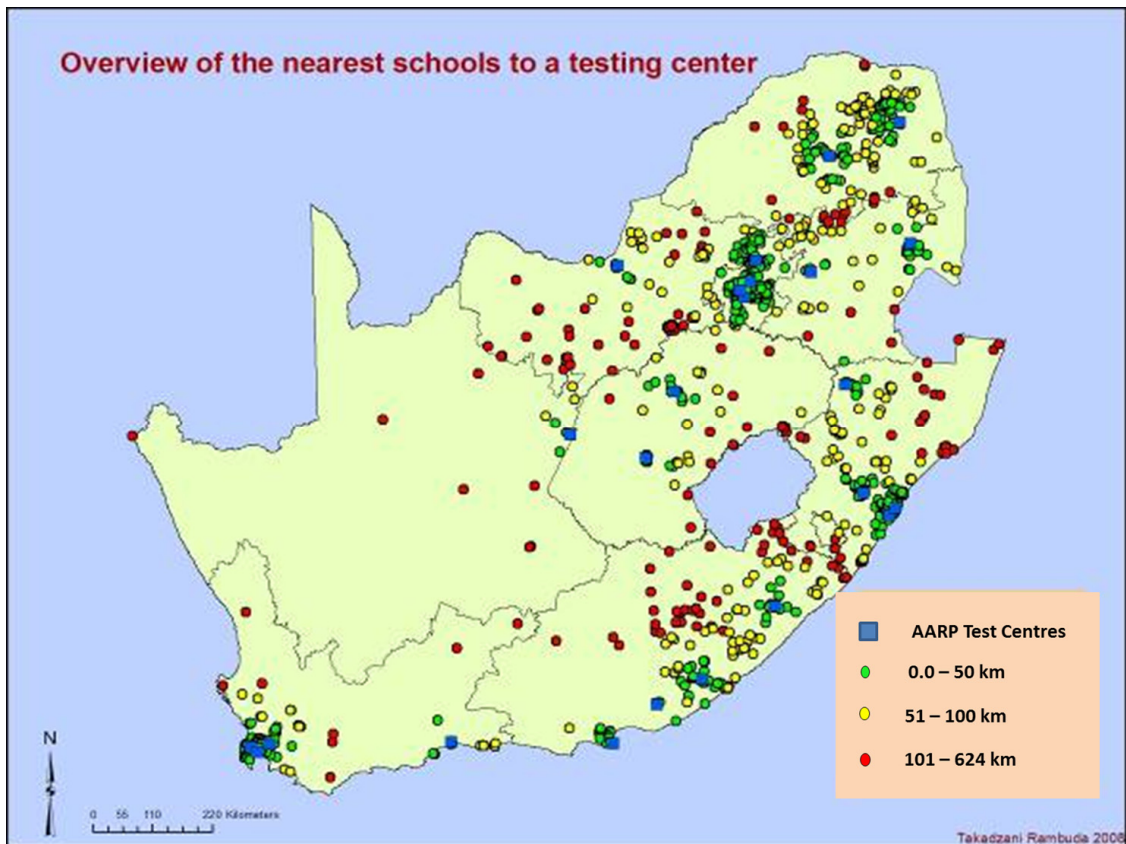 Overview of the nearest schools to a testing center
AARP Test Centres
0.0 – 50 km
51 – 100 km
101 – 624 km
N
S
0 55 110 220 Kilometers
Takadzani Rambuda 2008